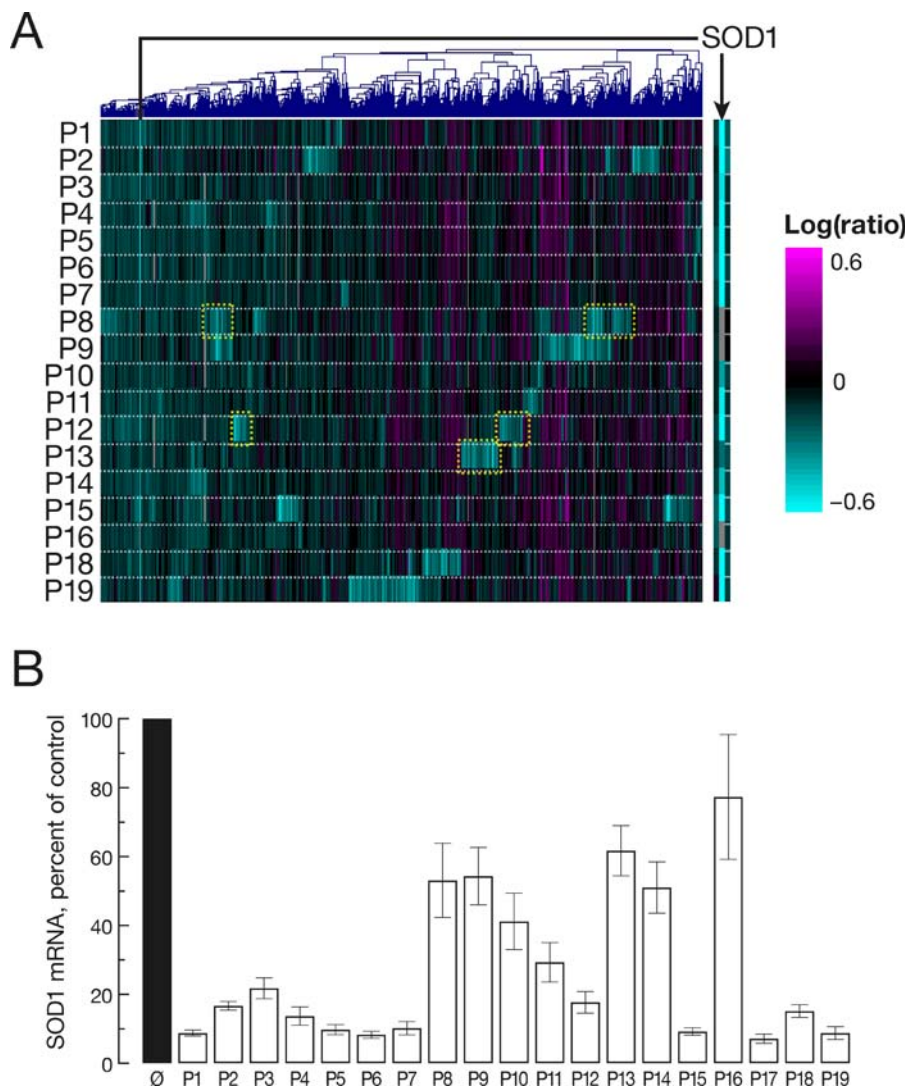 A
SOD1
P1
P2
P3
P4
P5
P6
P7
P8
P9
P10
P11
P12
P13
P14
P15
P16
P18
P19
Log(ratio)
0.6
0
−0.6
B
SOD1 mRNA, percent of control
100
80
60
40
20
0
Ø P1 P2 P3 P4 P5 P6 P7 P8 P9 P10 P11 P12 P13 P14 P15 P16 P17 P18 P19